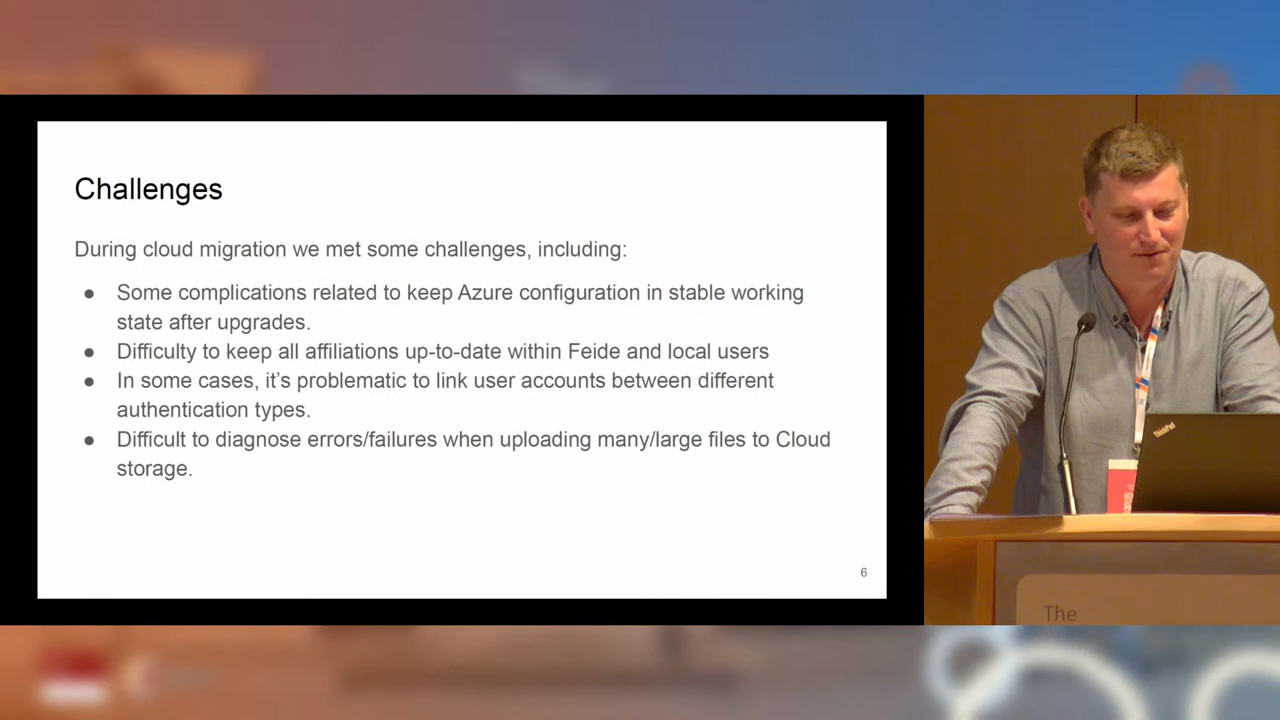 Challenges
During cloud migration we met some challenges, including:
● Some complications related to keep Azure configuration in stable working
state after upgrades.
● Difficulty to keep all affiliations up-to-date within Feide and local users
● In some cases, it's problematic to link user accounts between different
authentication types.
● Difficult to diagnose errors/failures when uploading many/large files to Cloud
storage.
6
ThinkPad
The